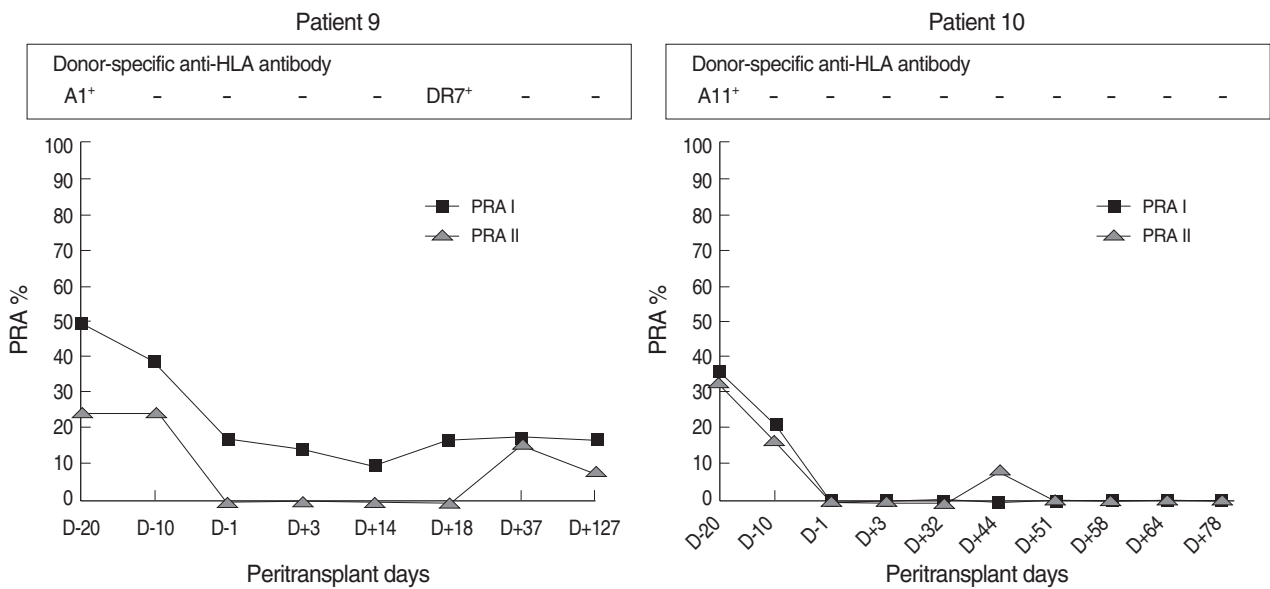 Patient 9
Donor-specific anti-HLA antibody
A1+ - - - - DR7+ - -
100
90
80
70
60
50
40
30
20
10
0
PRA %
PRA I
PRA II
D-20 D-10 D-1 D+3 D+14 D+18 D+37 D+127
Peritransplant days
Patient 10
Donor-specific anti-HLA antibody
A11+ - - - - - - - - -
100
90
80
70
60
50
40
30
20
10
0
PRA %
PRA I
PRA II
D-20 D-10 D-1 D+3 D+32 D+44 D+51 D+58 D+64 D+78
Peritransplant days